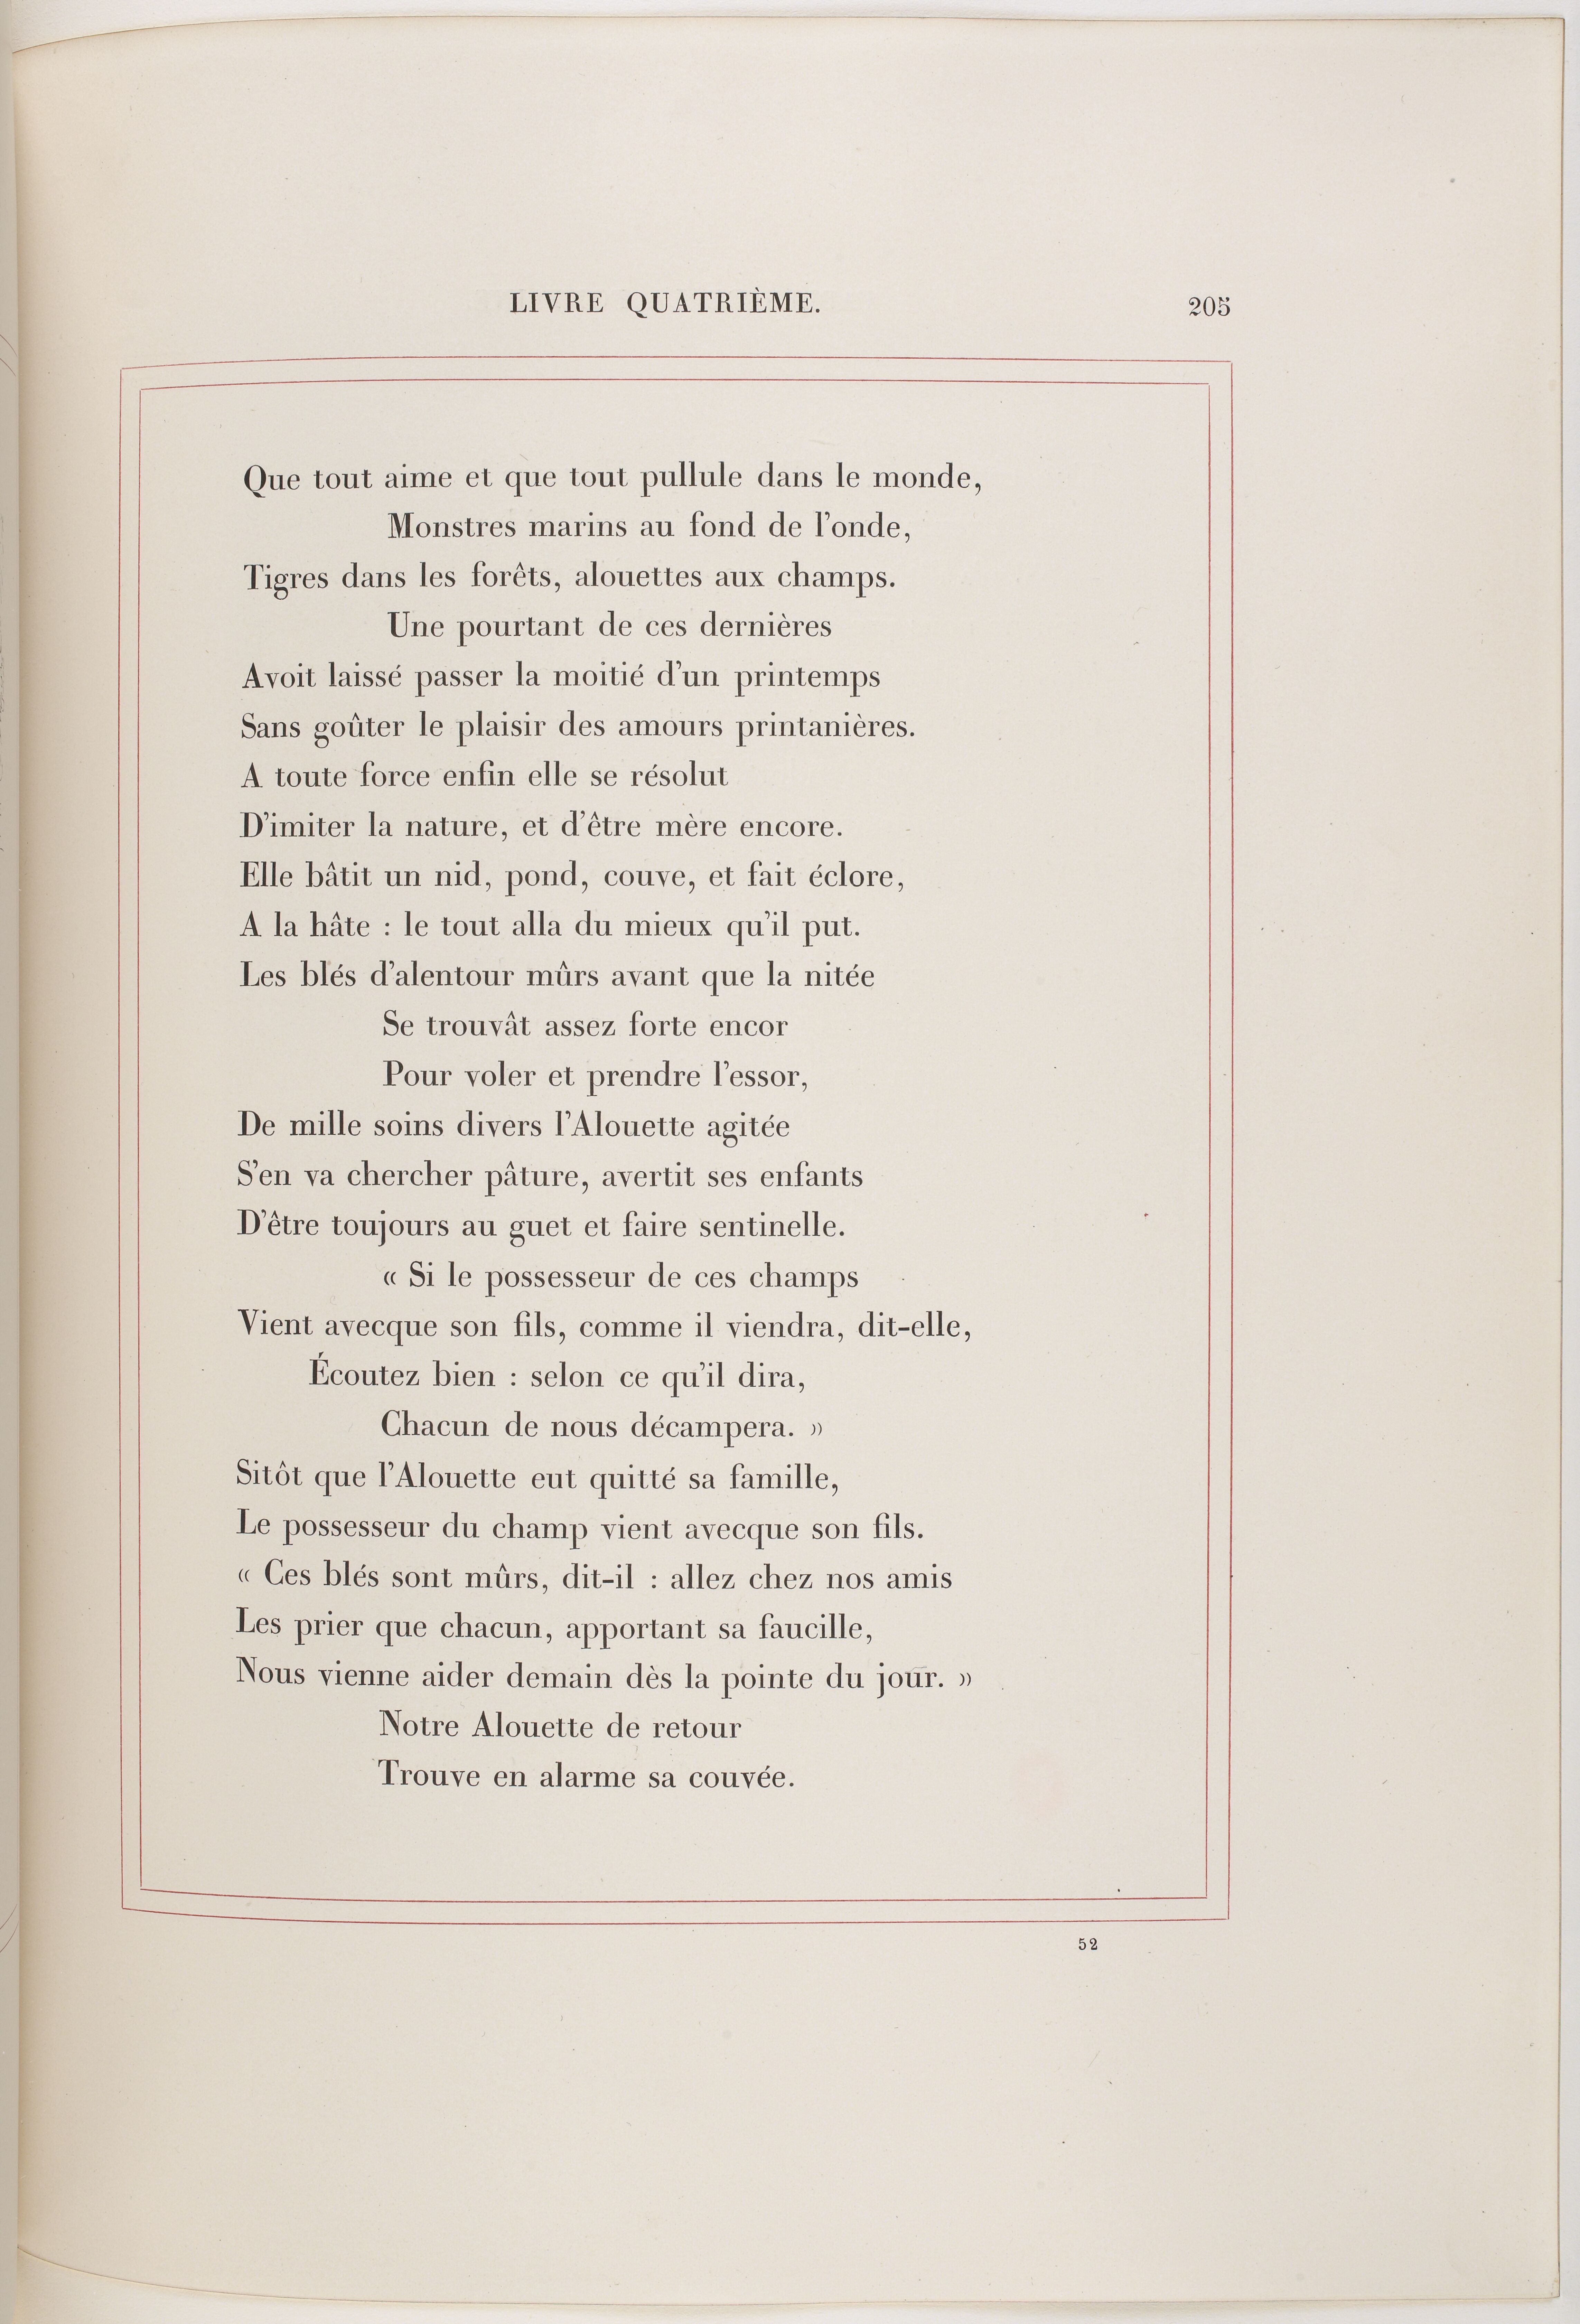 LIVRE QUATRIÈME. 205
Que tout aime et que tout pullule dans le monde,
Monstres marins au fond de l'onde,
Tigres dans les forêts, alouettes aux champs.
Une pourtant de ces dernières
Avoit laissé passer la moitié d'un printemps
Sans goûter le plaisir des amours printanières.
A toute force enfin elle se résolut
D'imiter la nature, et d'être mère encore.
Elle bâtit un nid, pond, couve, et fait éclore,
A la hâte : le tout alla du mieux qu'il put.
Les blés d'alentour mûrs avant que la nitée
Se trouvât assez forte encor
Pour voler et prendre l'essor,
De mille soins divers l'Alouette agitée
S'en va chercher pâture, avertit ses enfants
D'être toujours au guet et faire sentinelle.
« Si le possesseur de ces champs
Vient avecque son fils, comme il viendra, dit-elle,
Écoutez bien : selon ce qu'il dira,
Chacun de nous décampera. »
Sitôt que l'Alouette eut quitté sa famille,
Le possesseur du champ vient avecque son fils.
« Ces blés sont mûrs, dit-il : allez chez nos amis
Les prier que chacun, apportant sa faucille,
Nous vienne aider demain dès la pointe du jour. »
Notre Alouette de retour
Trouve en alarme sa couvée.
52